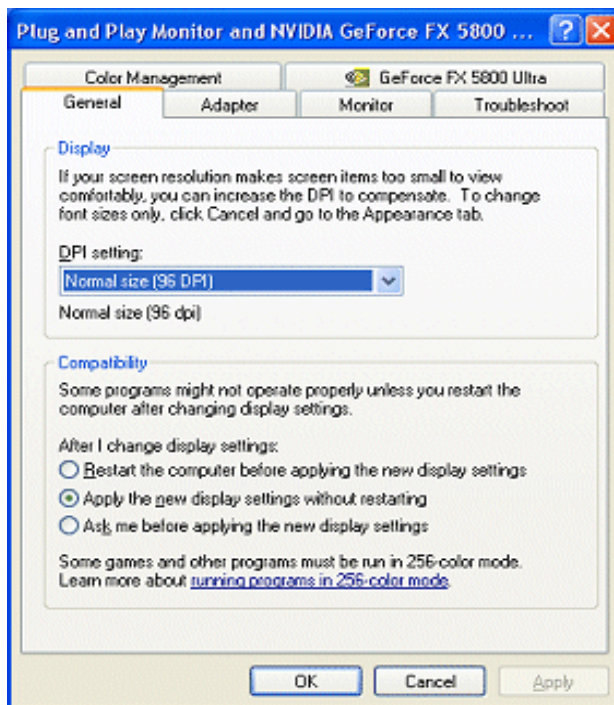 Plug and Play Monitor and NVIDIA GeForce FX 5800 ...
Color Management
GeForce FX 5800 Ultra
General
Adapter
Monitor
Troubleshoot
Display
If your screen resolution makes screen items too small to view
comfortably, you can increase the DPI to compensate. To change
font sizes only, click Cancel and go to the Appearance tab.
DPI setting:
Normal size (96 DPI)
Normal size (96 dpi)
Compatibility
Some programs might not operate properly unless you restart the
computer after changing display settings.
After I change display settings:
Restart the computer before applying the new display settings
Apply the new display settings without restarting
Ask me before applying the new display settings
Some games and other programs must be run in 256-color mode.
Learn more about running programs in 256-color mode.
OK
Cancel
Apply